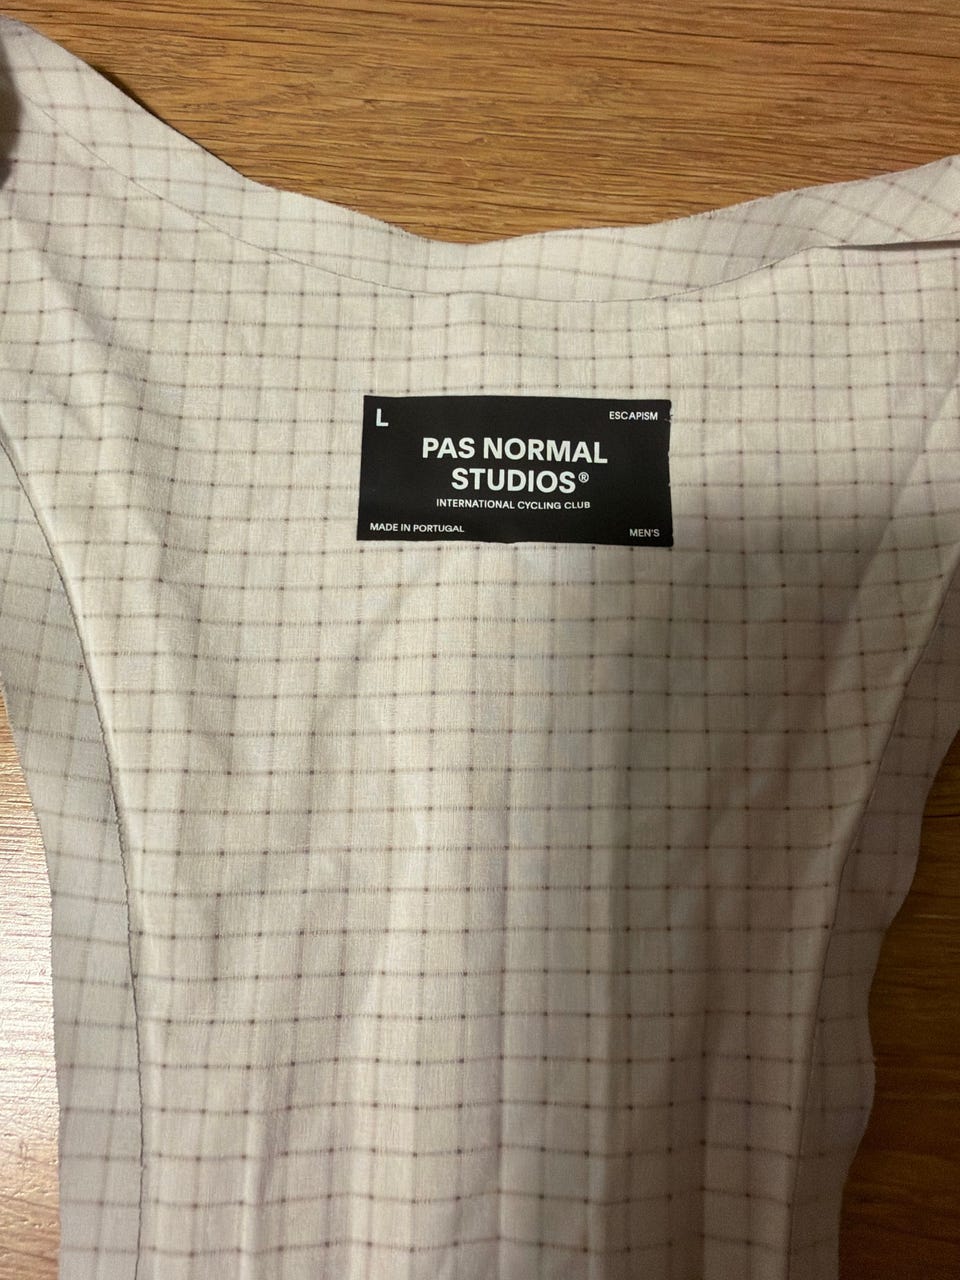 L
ESCAPISM
PAS NORMAL
STUDIOS®
INTERNATIONAL CYCLING CLUB
MADE IN PORTUGAL
MEN'S